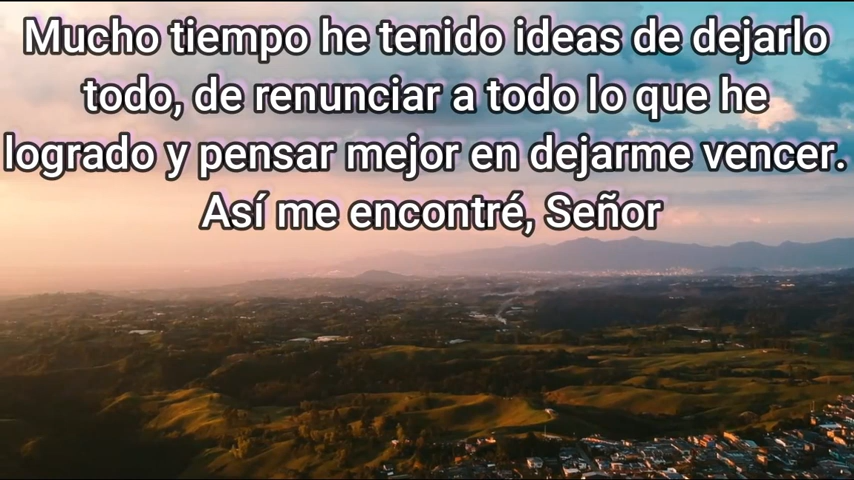 Mucho tiempo he tenido ideas de dejarlo
todo, de renunciar a todo lo que he
logrado y pensar mejor en dejarme vencer.
Así me encontré, Señor